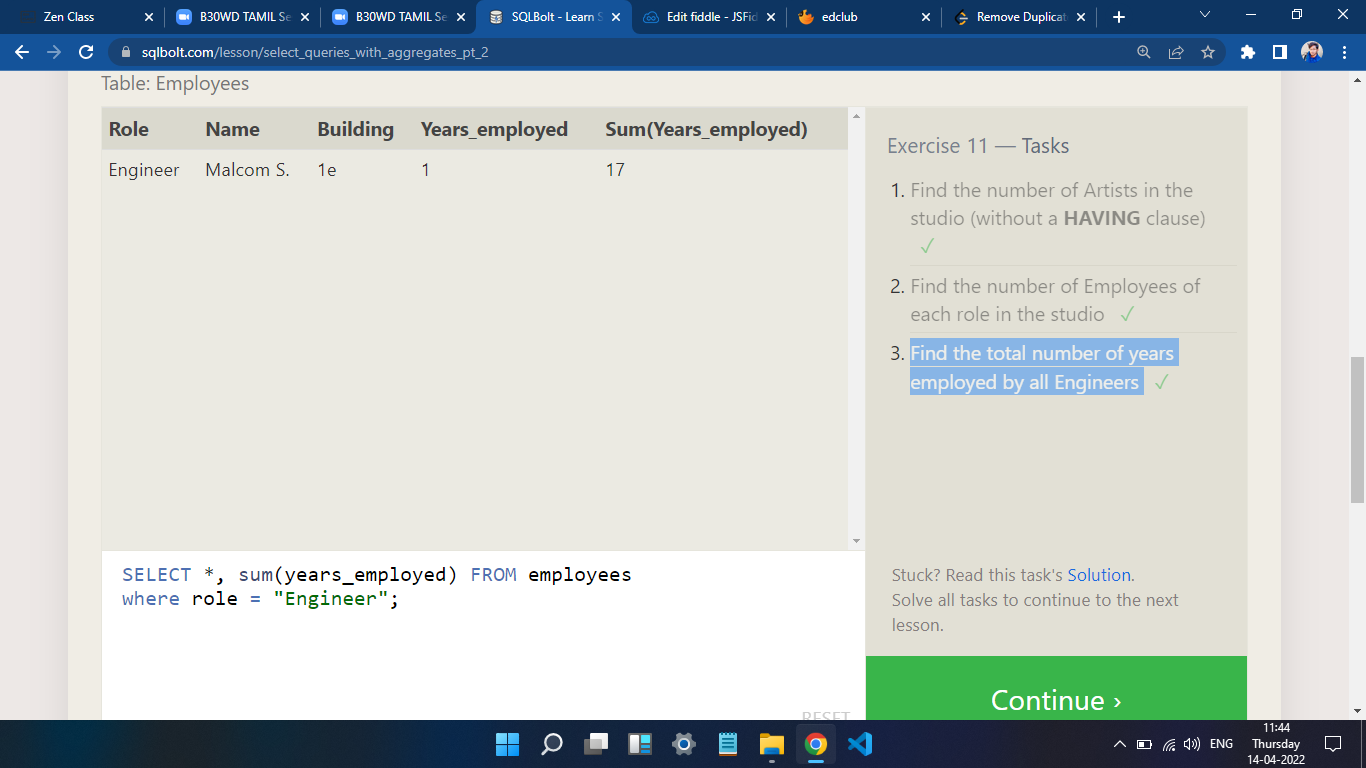 Zen Class
B30WD TAMIL Se
B30WD TAMIL Se
SQLBolt - Learn S
Edit fiddle - JSFid
edclub
Remove Duplicat
sqlbolt.com/lesson/select_queries_with_aggregates_pt_2
Table: Employees
Role Name Building Years_employed Sum(Years_employed)
Engineer Malcom S. 1e 1 17
Exercise 11 — Tasks
1. Find the number of Artists in the
studio (without a HAVING clause)
✓
2. Find the number of Employees of
each role in the studio ✓
3. Find the total number of years
employed by all Engineers ✓
Stuck? Read this task's Solution.
Solve all tasks to continue to the next
lesson.
Continue ›
SELECT *, sum(years_employed) FROM employees
where role = "Engineer";
RESET
ENG
11:44
Thursday
14-04-2022